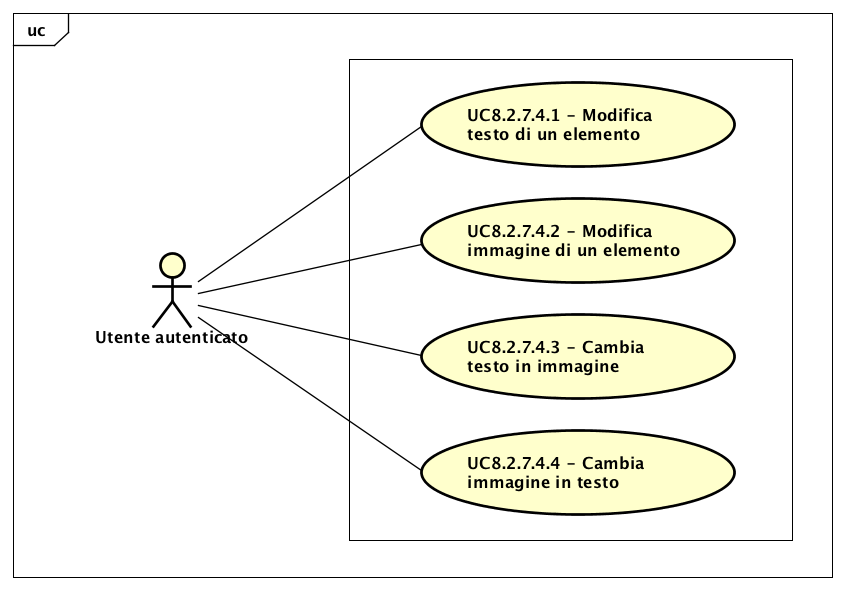 uc
UC8.2.7.4.1 - Modifica
testo di un elemento
UC8.2.7.4.2 - Modifica
immagine di un elemento
Utente autenticato
UC8.2.7.4.3 - Cambia
testo in immagine
UC8.2.7.4.4 - Cambia
immagine in testo